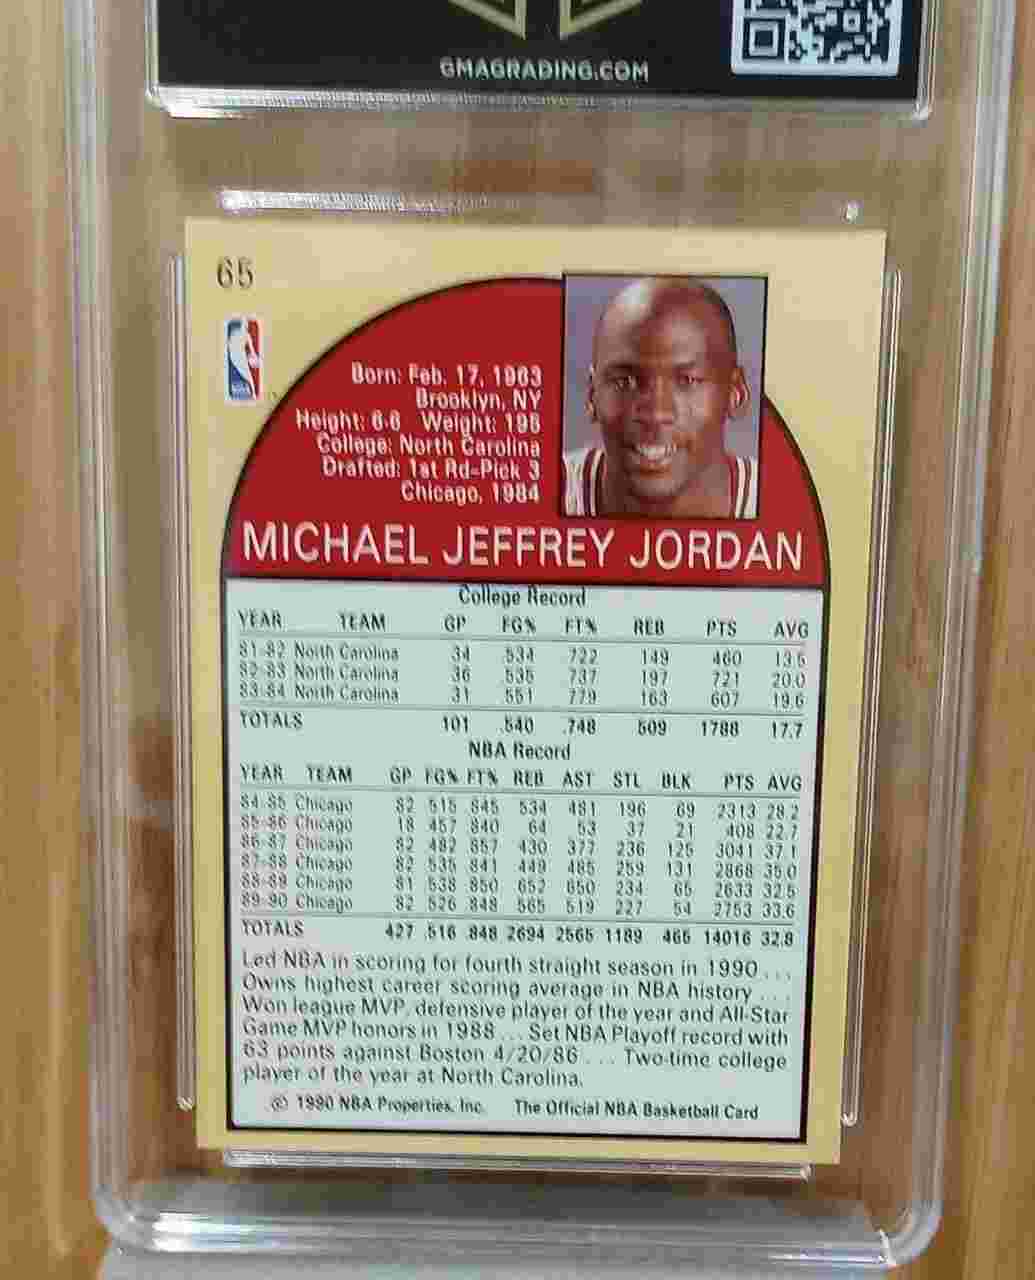 GMAGRADING.COM
65
Born: Feb. 17, 1963
Brooklyn, NY
Height: 6-6 Weight: 198
College: North Carolina
Drafted: 1st Rd-Pick 3
Chicago, 1984
MICHAEL JEFFREY JORDAN
College Record
YEAR TEAM GP FG% FT% REB PTS AVG
81-82 North Carolina 34 .534 .722 149 460 13.5
82-83 North Carolina 36 .535 .737 197 721 20.0
83-84 North Carolina 31 .551 .779 163 607 19.6
TOTALS 101 .540 .748 509 1788 17.7
NBA Record
YEAR TEAM GP FG% FT% REB AST STL BLK PTS AVG
84-85 Chicago 82 .515 .845 534 481 196 69 2313 28.2
85-86 Chicago 18 .457 .840 64 53 37 21 408 22.7
86-87 Chicago 82 .482 .857 430 377 236 125 3041 37.1
87-88 Chicago 82 .535 .841 449 485 259 131 2868 35.0
88-89 Chicago 81 .538 .850 652 650 234 65 2633 32.5
89-90 Chicago 82 .526 .848 565 519 227 54 2753 33.6
TOTALS 427 .516 .848 2694 2565 1189 465 14016 32.8
Led NBA in scoring for fourth straight season in 1990 ...
Owns highest career scoring average in NBA history ...
Won league MVP, defensive player of the year and All-Star
Game MVP honors in 1988 ... Set NBA Playoff record with
63 points against Boston 4/20/86 ... Two-time college
player of the year at North Carolina.
© 1990 NBA Properties, Inc. The Official NBA Basketball Card